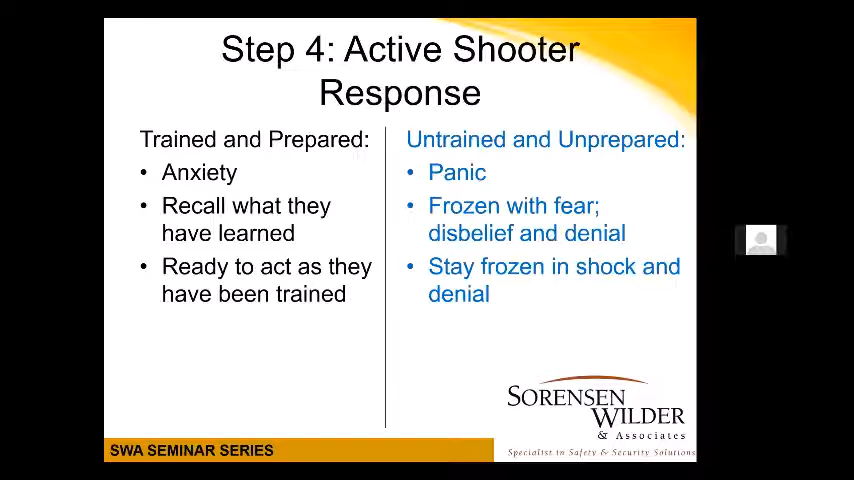 Step 4: Active Shooter
Response
Trained and Prepared:
• Anxiety
• Recall what they
have learned
• Ready to act as they
have been trained
Untrained and Unprepared:
• Panic
• Frozen with fear;
disbelief and denial
• Stay frozen in shock and
denial
SORENSEN
WILDER
& Associates
Specialist in Safety & Security Solutions
SWA SEMINAR SERIES